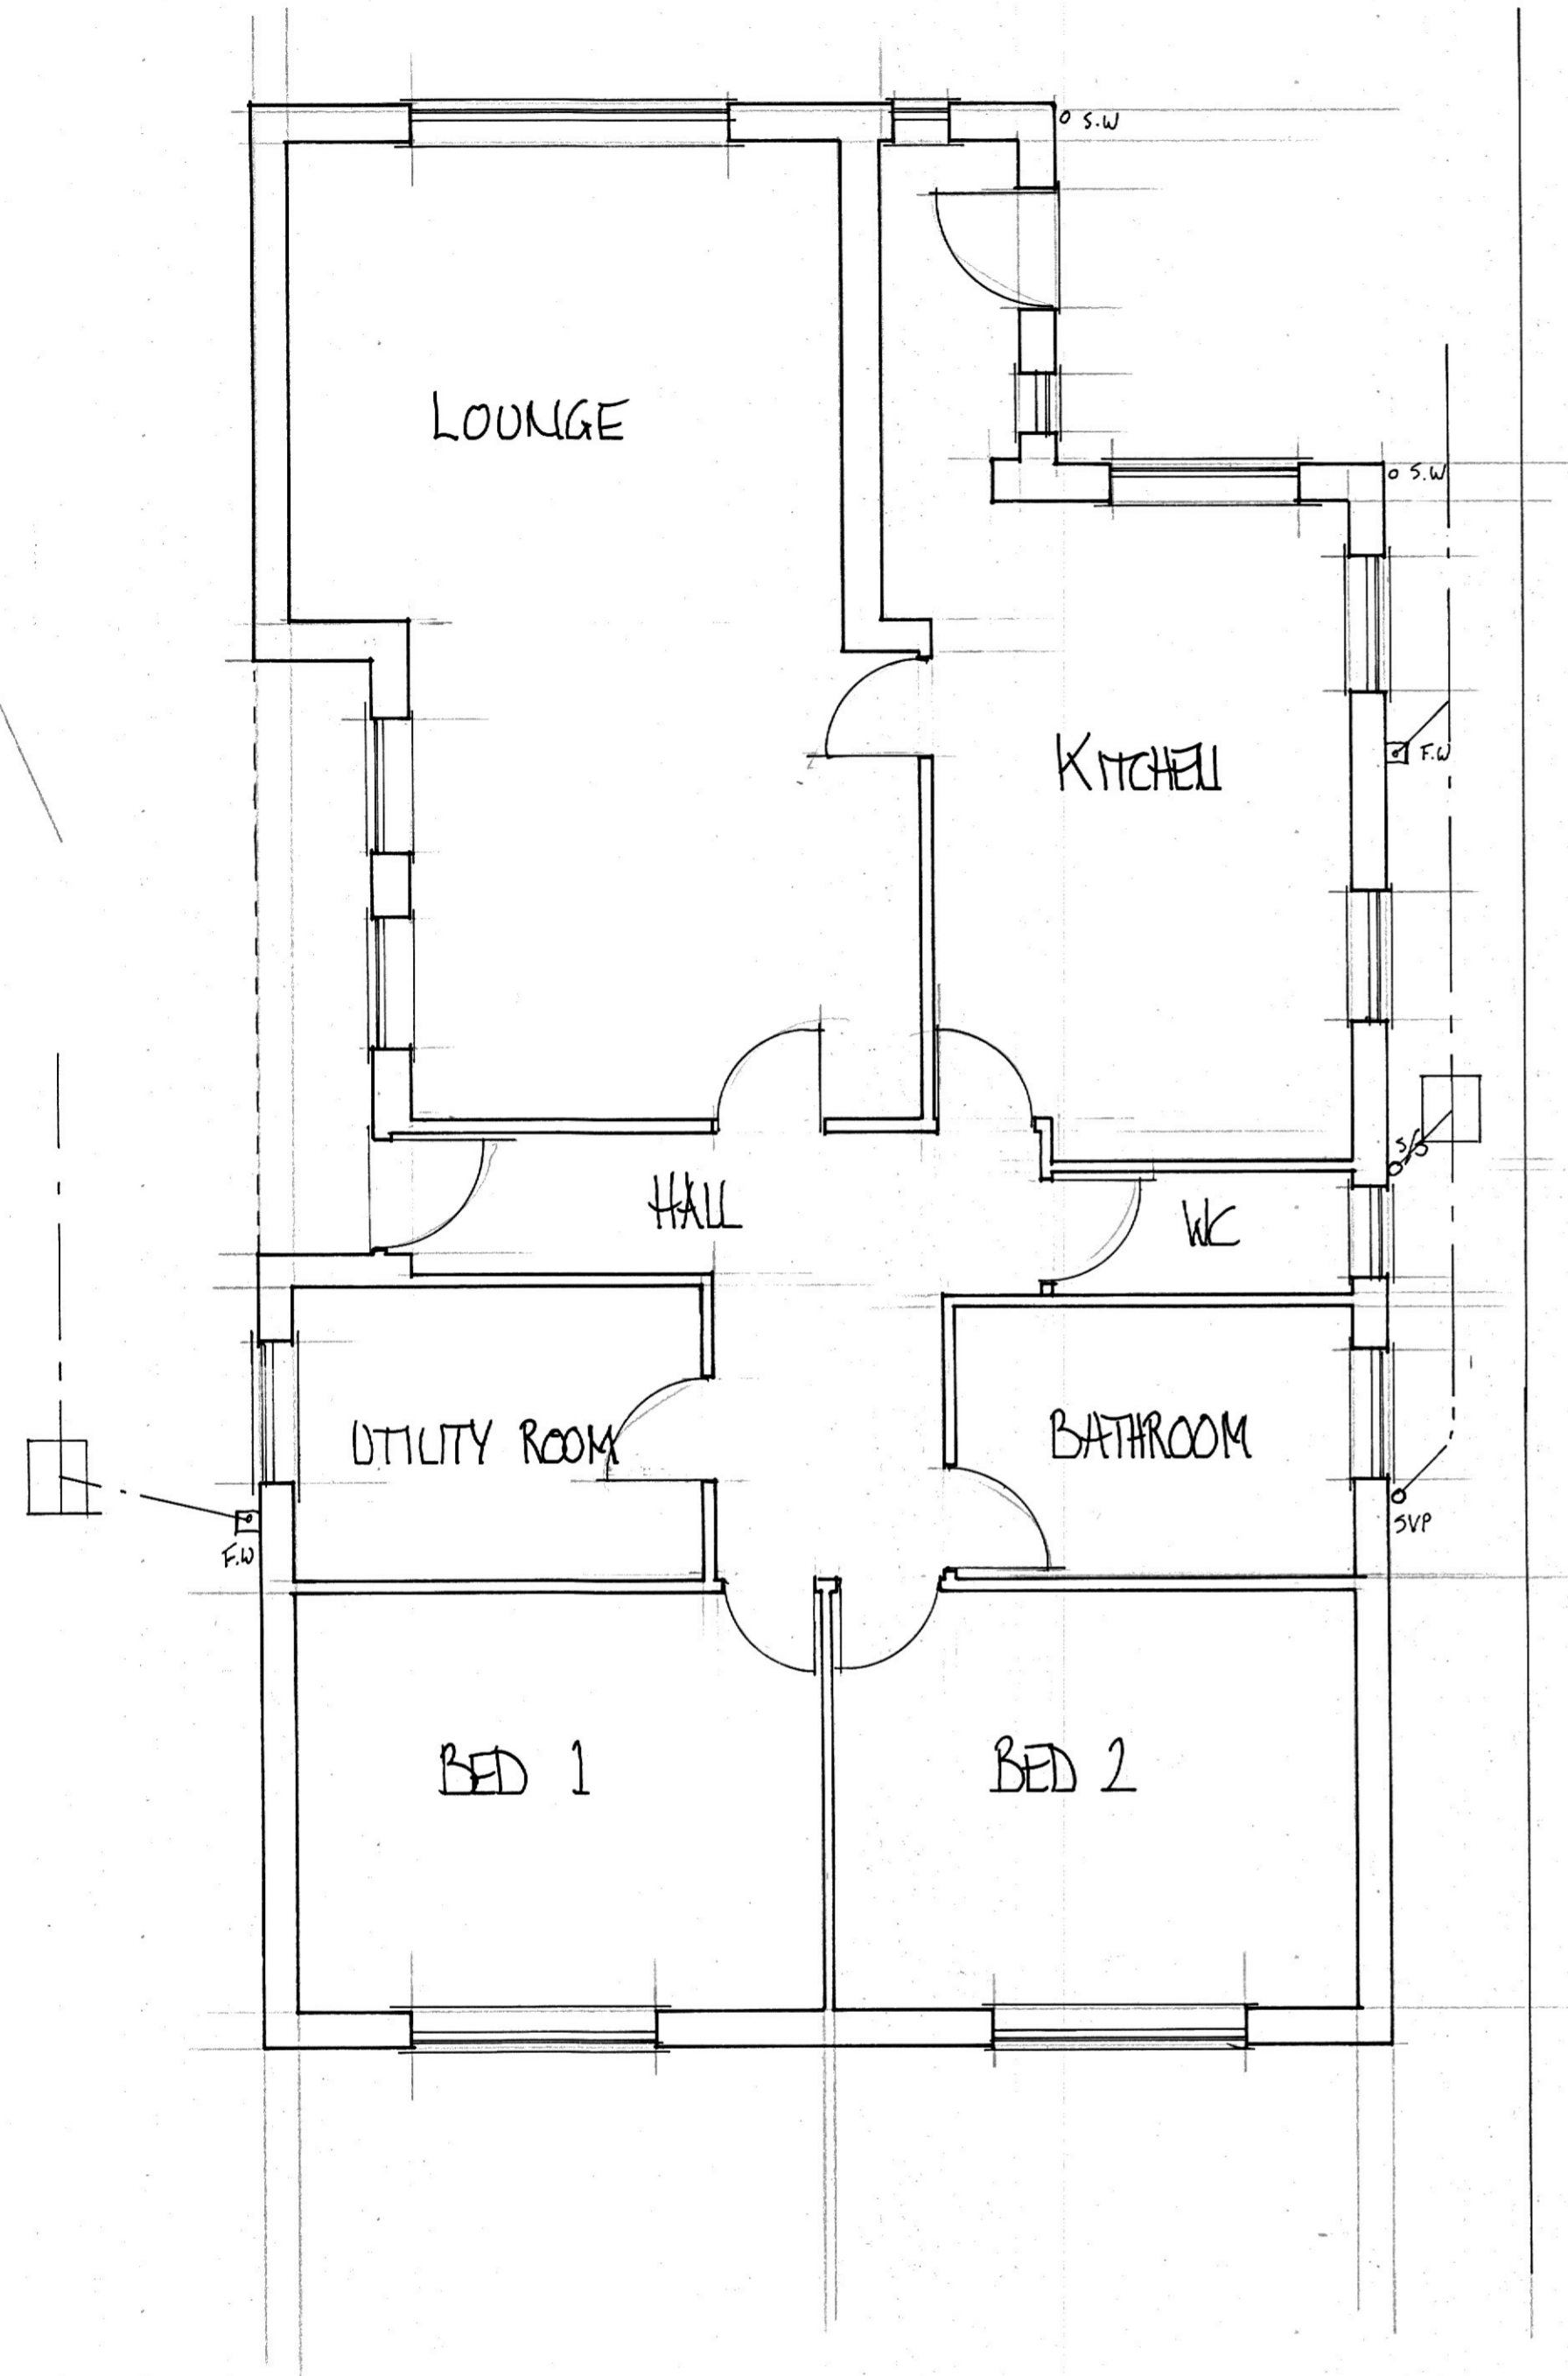 S.W
LOUNGE
S.W
KITCHEN
F.W
S/S
HALL
WC
UTILITY ROOM
BATHROOM
SVP
F.W
BED 1
BED 2